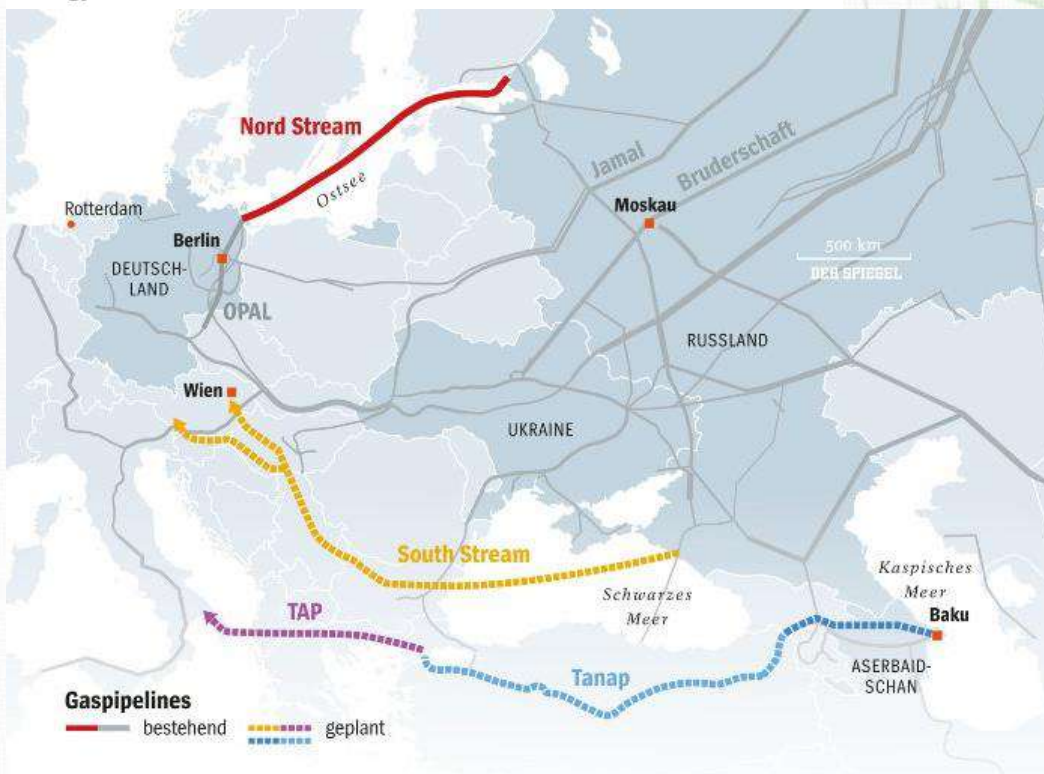 Nord Stream
Ostsee
Jamal
Bruderschaft
Rotterdam
Moskau
Berlin
500 km
DER SPIEGEL
DEUTSCH-
LAND
OPAL
RUSSLAND
Wien
UKRAINE
South Stream
Schwarzes
Meer
Kaspisches
Meer
TAP
Baku
Tanap
ASERBAID-
SCHAN
Gaspipelines
bestehend
geplant